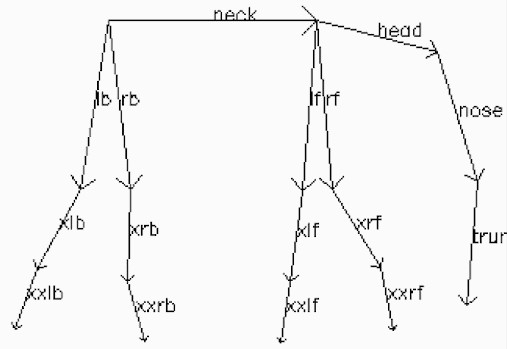 neck
head
lb rb
lf rf
nose
xlb
xrb
xlf
xrf
trun
xxlb
xxrb
xxlf
xxrf